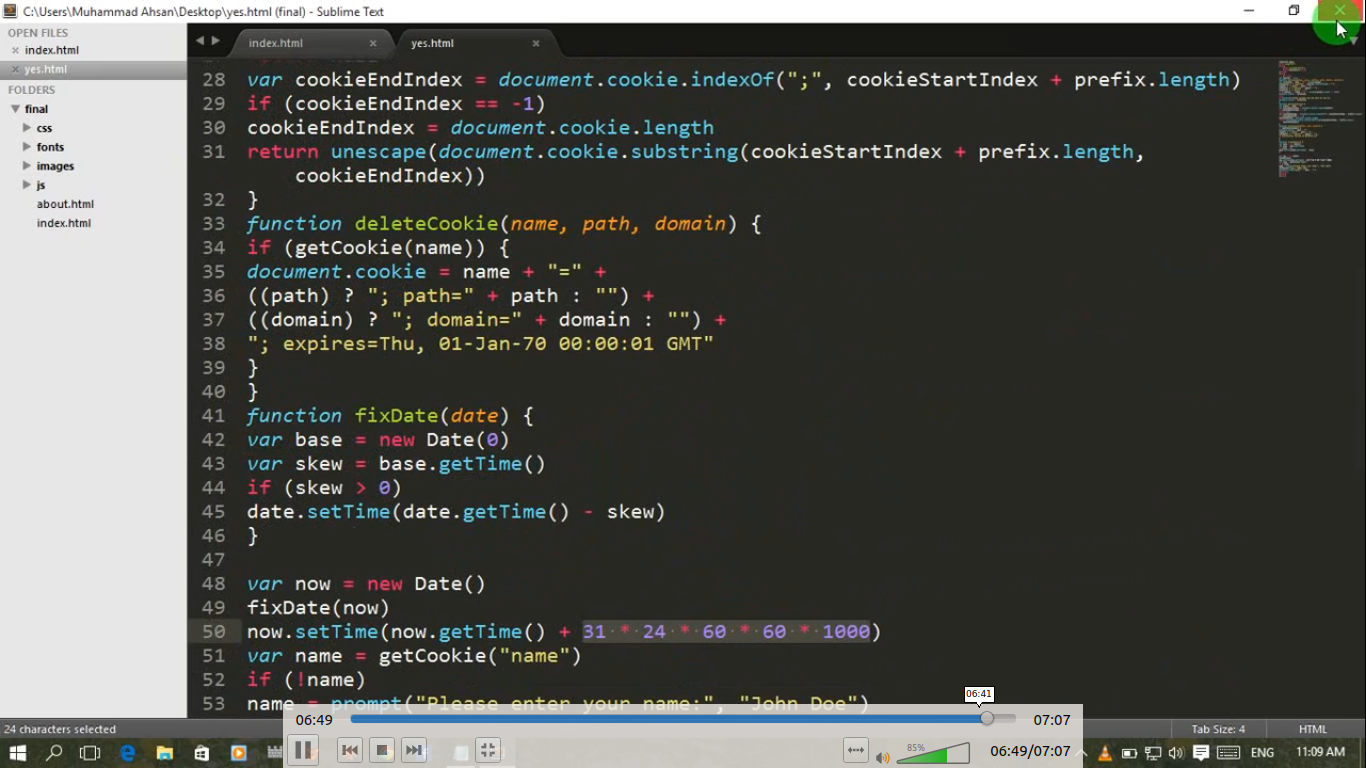 C:\Users\Muhammad Ahsan\Desktop\yes.html (final) - Sublime Text
OPEN FILES
index.html
yes.html
FOLDERS
final
css
fonts
images
js
about.html
index.html
index.html
yes.html
28 var cookieEndIndex = document.cookie.indexOf(";", cookieStartIndex + prefix.length)
29 if (cookieEndIndex == -1)
30 cookieEndIndex = document.cookie.length
31 return unescape(document.cookie.substring(cookieStartIndex + prefix.length,
cookieEndIndex))
32 }
33 function deleteCookie(name, path, domain) {
34 if (getCookie(name)) {
35 document.cookie = name + "=" +
36 ((path) ? "; path=" + path : "") +
37 ((domain) ? "; domain=" + domain : "") +
38 "; expires=Thu, 01-Jan-70 00:00:01 GMT"
39 }
40 }
41 function fixDate(date) {
42 var base = new Date(0)
43 var skew = base.getTime()
44 if (skew > 0)
45 date.setTime(date.getTime() - skew)
46 }
47
48 var now = new Date()
49 fixDate(now)
50 now.setTime(now.getTime() + 31 * 24 * 60 * 60 * 1000)
51 var name = getCookie("name")
52 if (!name)
53 name = prompt("Please enter your name:", "John Doe")
06:41
06:49
07:07
24 characters selected
Tab Size: 4
HTML
85%
06:49/07:07
ENG
11:09 AM